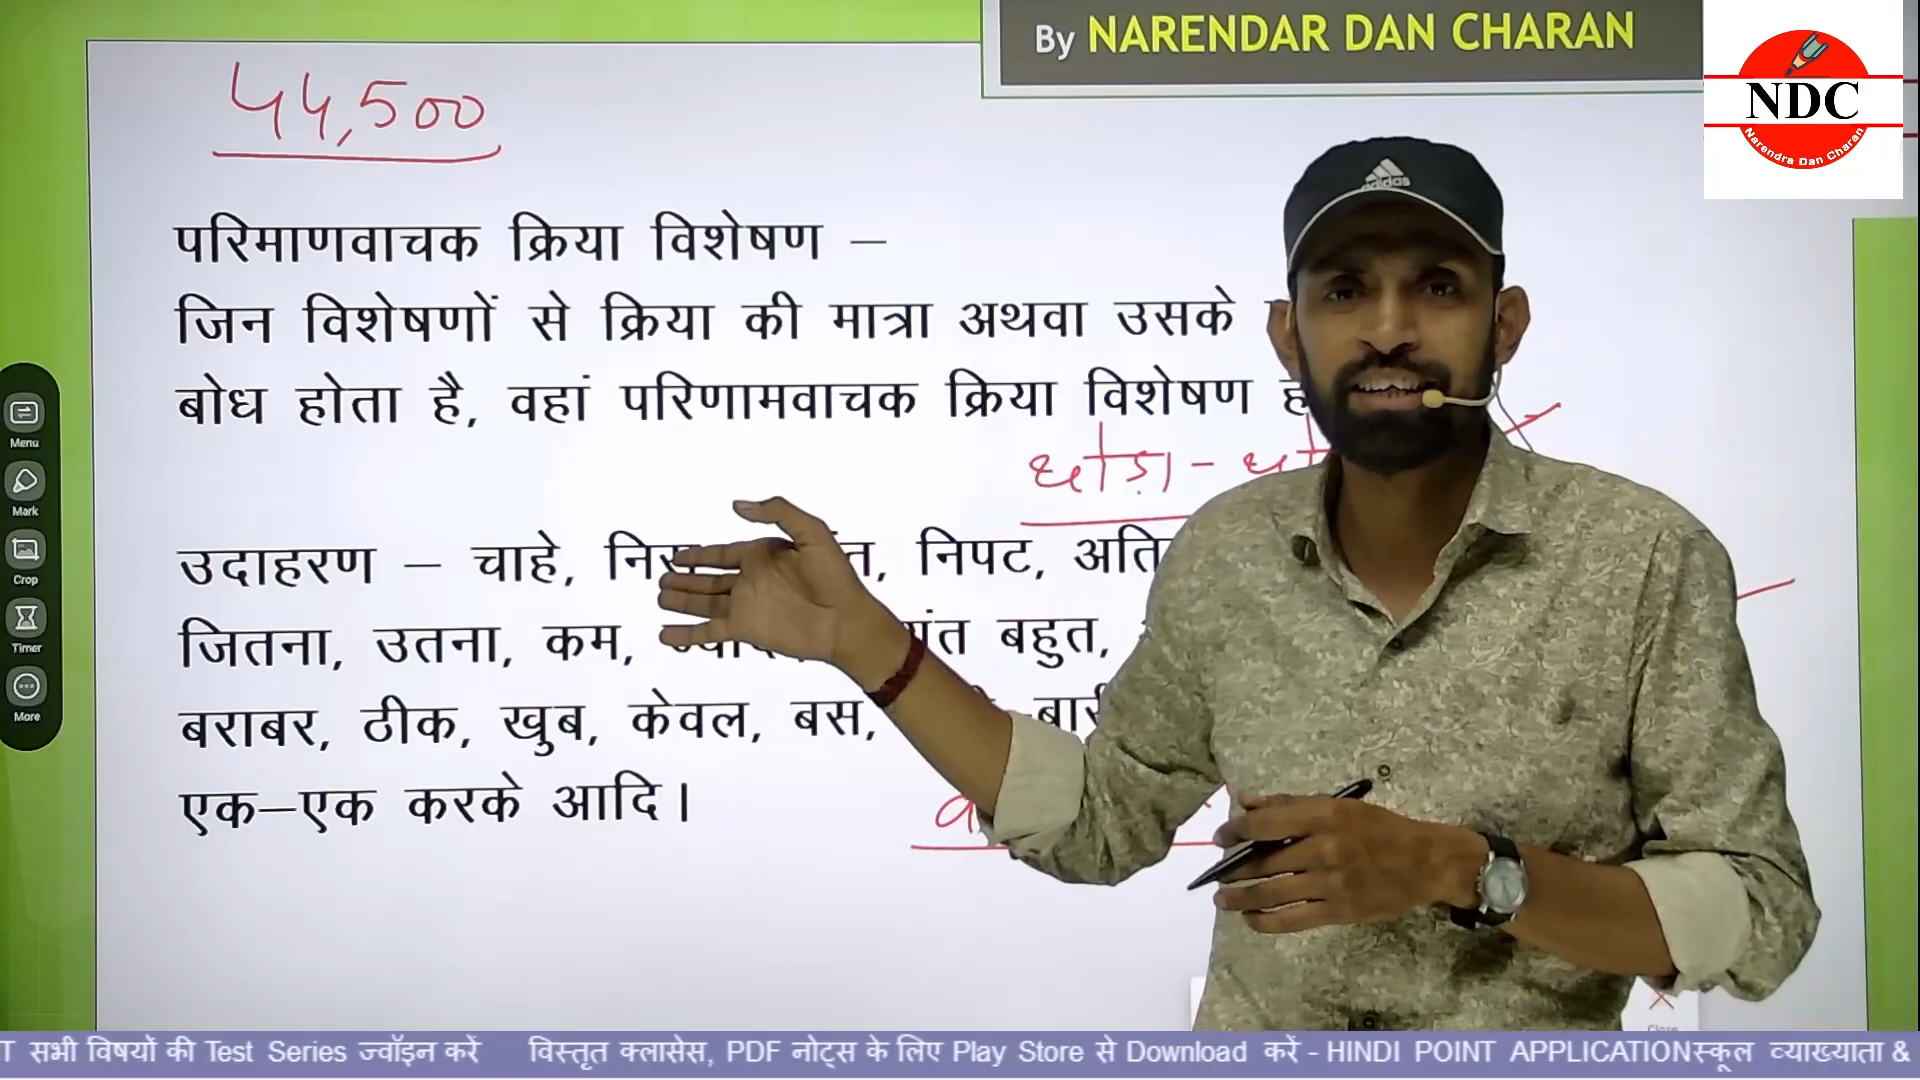 By NARENDAR DAN CHARAN
NDC
Narendra Dan Charan
44,500
adidas
परिमाणवाचक क्रिया विशेषण –
जिन विशेषणों से क्रिया की मात्रा अथवा उसके
बोध होता है, वहां परिणामवाचक क्रिया विशेषण
थोड़ा -
उदाहरण – चाहे, निपट,
जितना, उतना, कम, बहुत,
बराबर, ठीक, खुब, केवल, बस,
एक–एक करके आदि।
Menu
Mark
Crop
Timer
More
Close
T सभी विषयों की Test Series ज्वॉइन करें विस्तृत क्लासेस, PDF नोट्स के लिए Play Store से Download करें - HINDI POINT APPLICATIONस्कूल व्याख्याता &